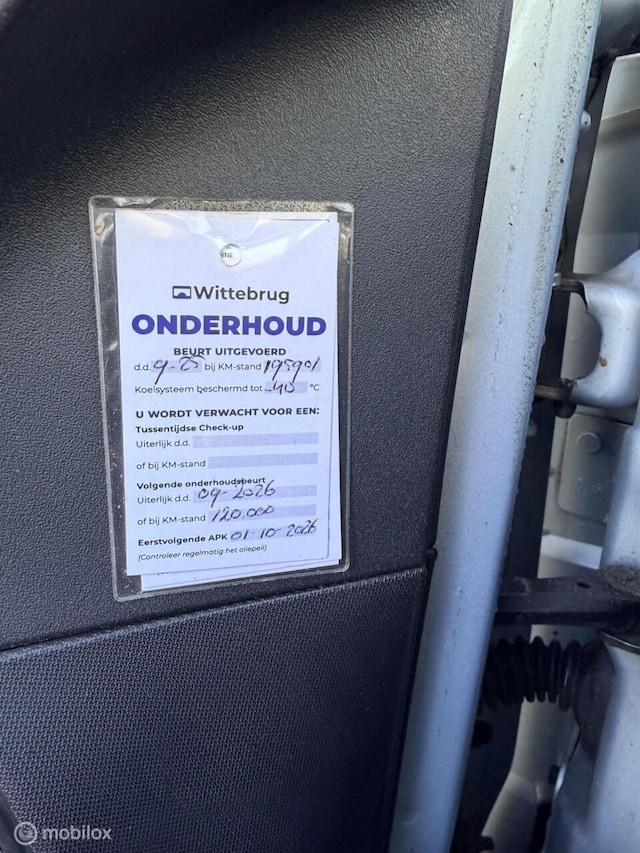 Wittebrug
ONDERHOUD
BEURT UITGEVOERD
d.d. 9-25 bij KM-stand
Koelsysteem beschermd tot -40 °C
U WORDT VERWACHT VOOR EEN:
Tussentijdse Check-up
Uiterlijk d.d.
of bij KM-stand
Volgende onderhoudsbeurt
Uiterlijk d.d. 09-2026
of bij KM-stand 120.000
Eerstvolgende APK 01-10-2026
(Controleer regelmatig het oliepeil)
© mobilox